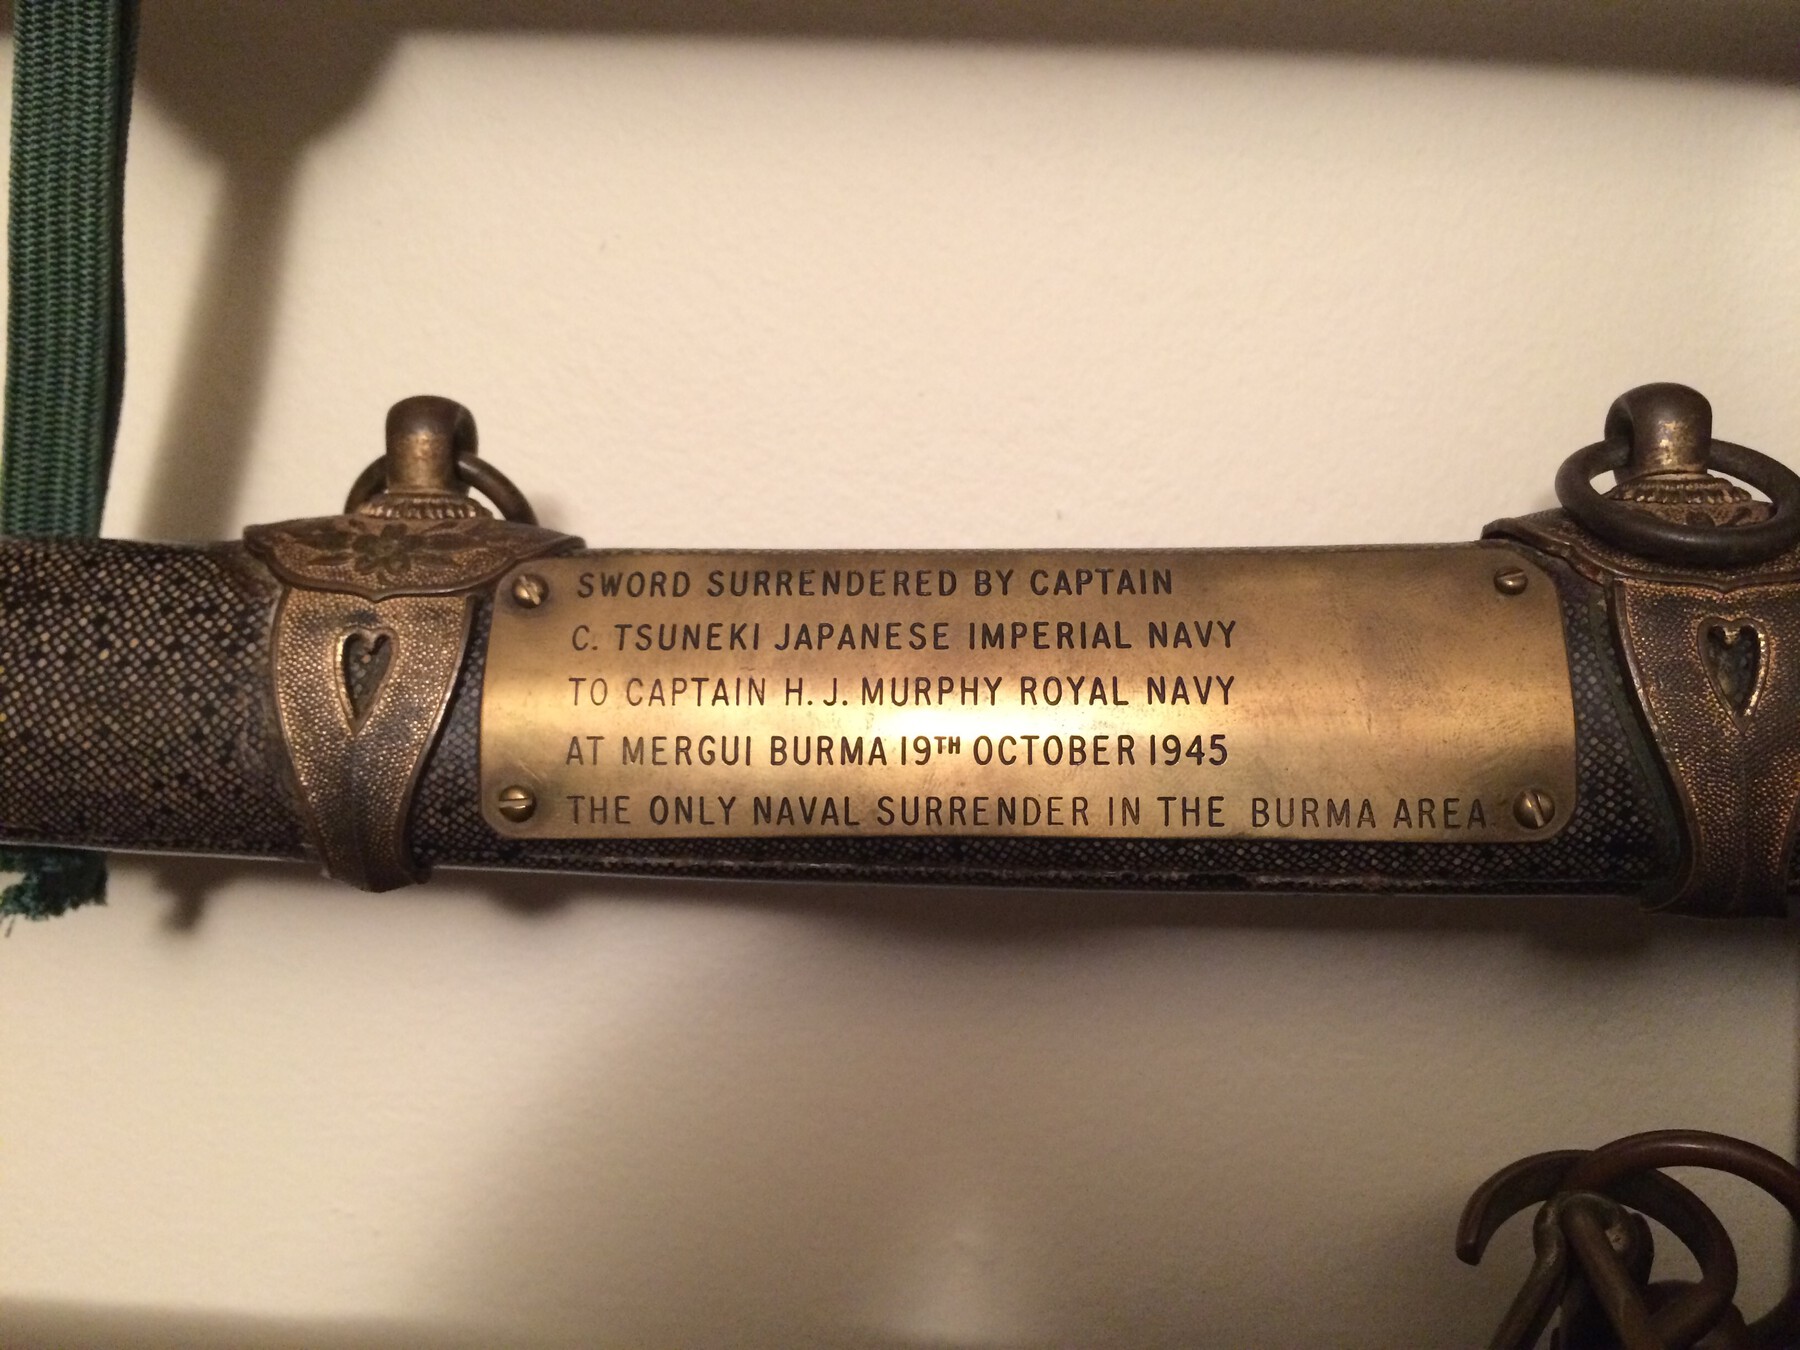 SWORD SURRENDERED BY CAPTAIN
C. TSUNEKI JAPANESE IMPERIAL NAVY
TO CAPTAIN H. J. MURPHY ROYAL NAVY
AT MERGUI BURMA 19TH OCTOBER 1945
THE ONLY NAVAL SURRENDER IN THE BURMA AREA